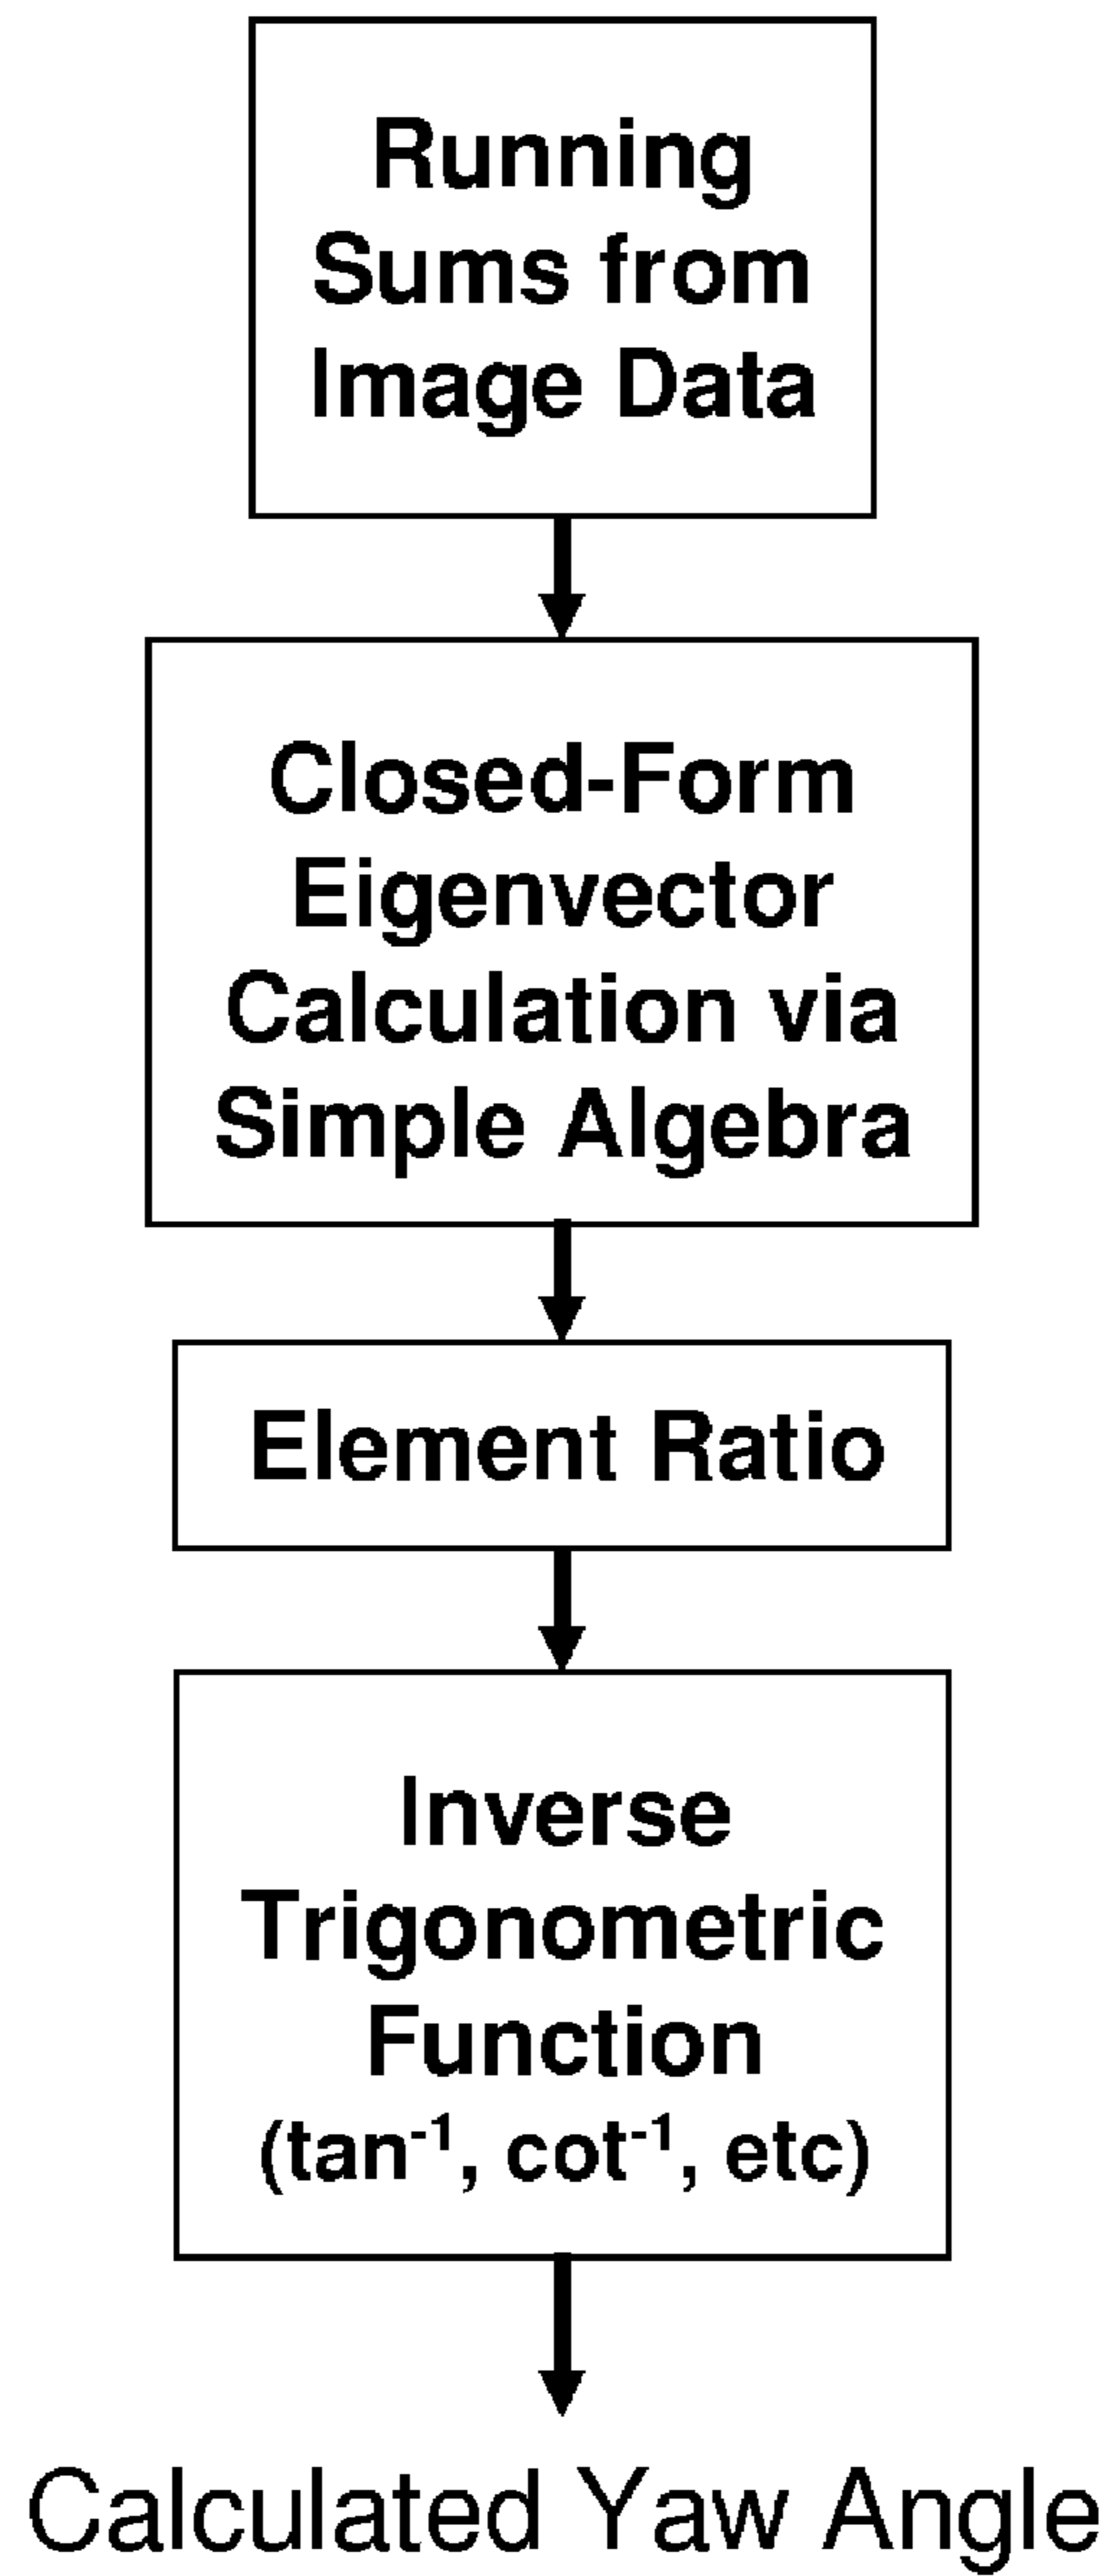 Running
Sums from
Image Data
Closed-Form
Eigenvector
Calculation via
Simple Algebra
Element Ratio
Inverse
Trigonometric
Function
(tan⁻¹, cot⁻¹, etc)
Calculated Yaw Angle